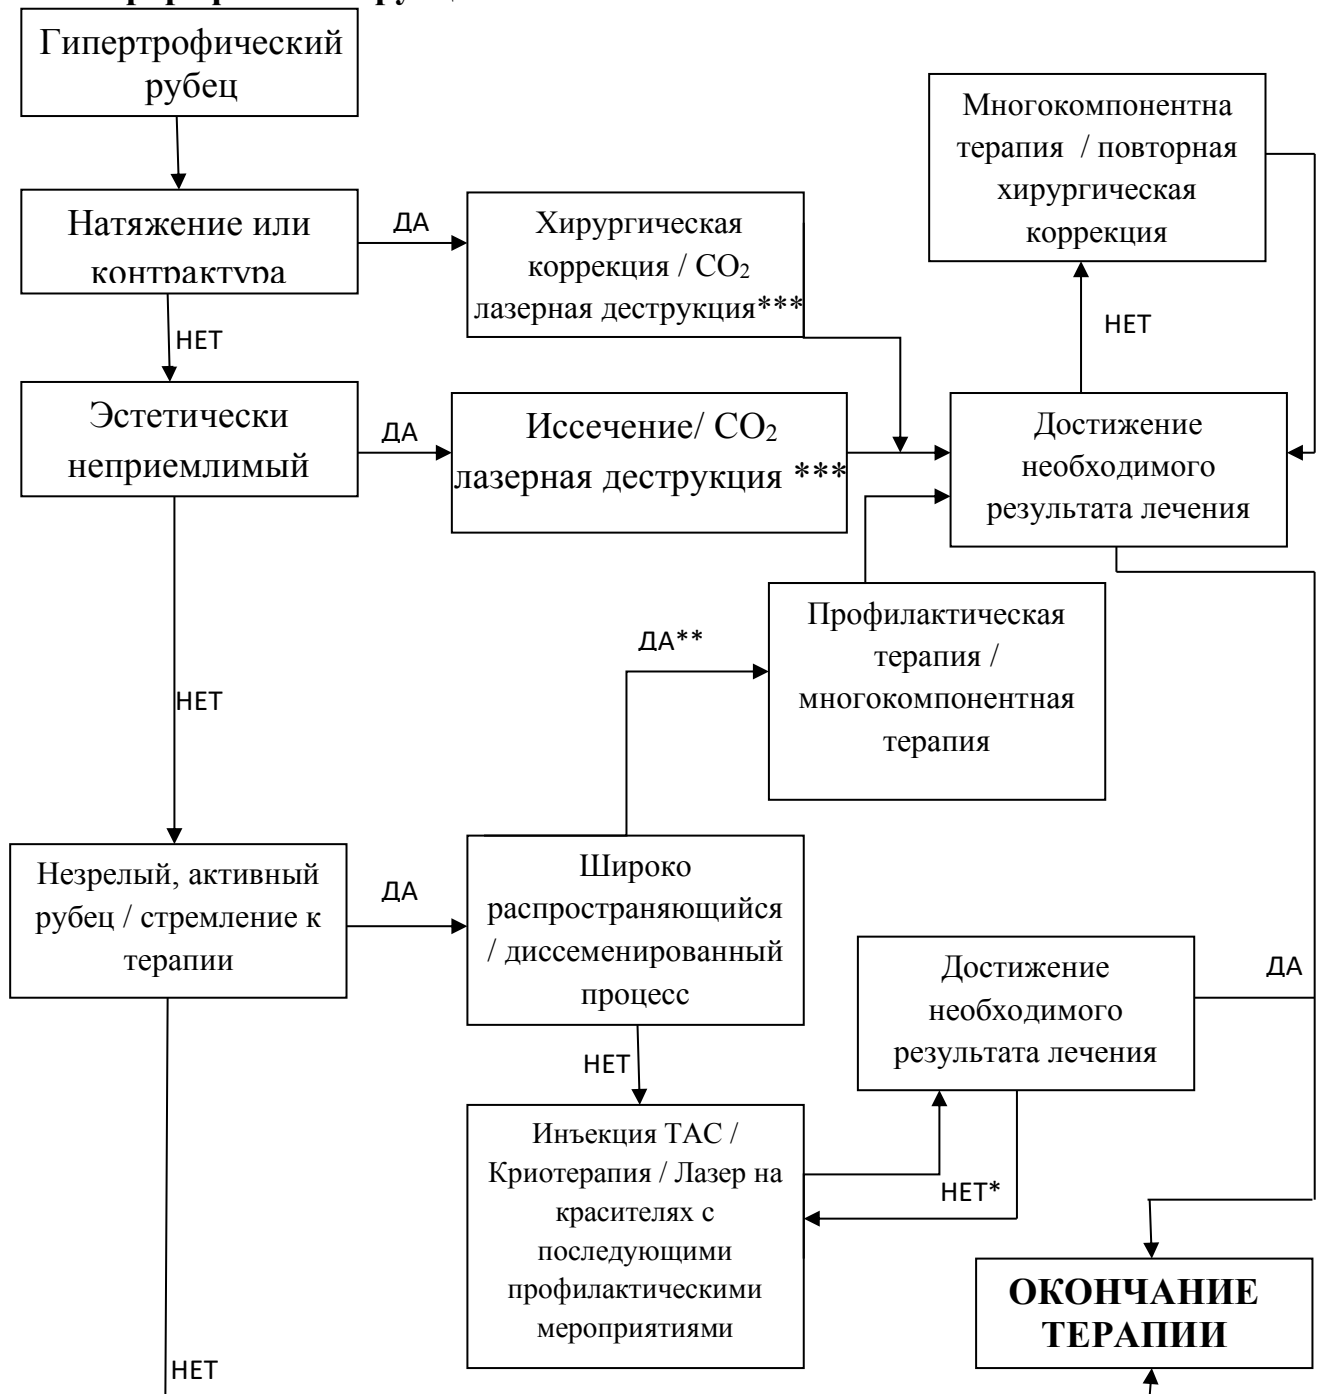 Гипертрофический
рубец
Натяжение или
контрактура
ДА
Хирургическая
коррекция / CO₂
лазерная деструкция***
Многокомпонентна
терапия / повторная
хирургическая
коррекция
НЕТ
НЕТ
Эстетически
неприемлимый
ДА
Иссечение/ CO₂
лазерная деструкция ***
Достижение
необходимого
результата лечения
НЕТ
ДА**
Профилактическая
терапия /
многокомпонентная
терапия
Незрелый, активный
рубец / стремление к
терапии
ДА
Широко
распространяющийся
/ диссеменированный
процесс
Достижение
необходимого
результата лечения
ДА
НЕТ
Инъекция ТАС /
Криотерапия / Лазер на
красителях с
последующими
профилактическими
мероприятиями
НЕТ*
ОКОНЧАНИЕ
ТЕРАПИИ
НЕТ